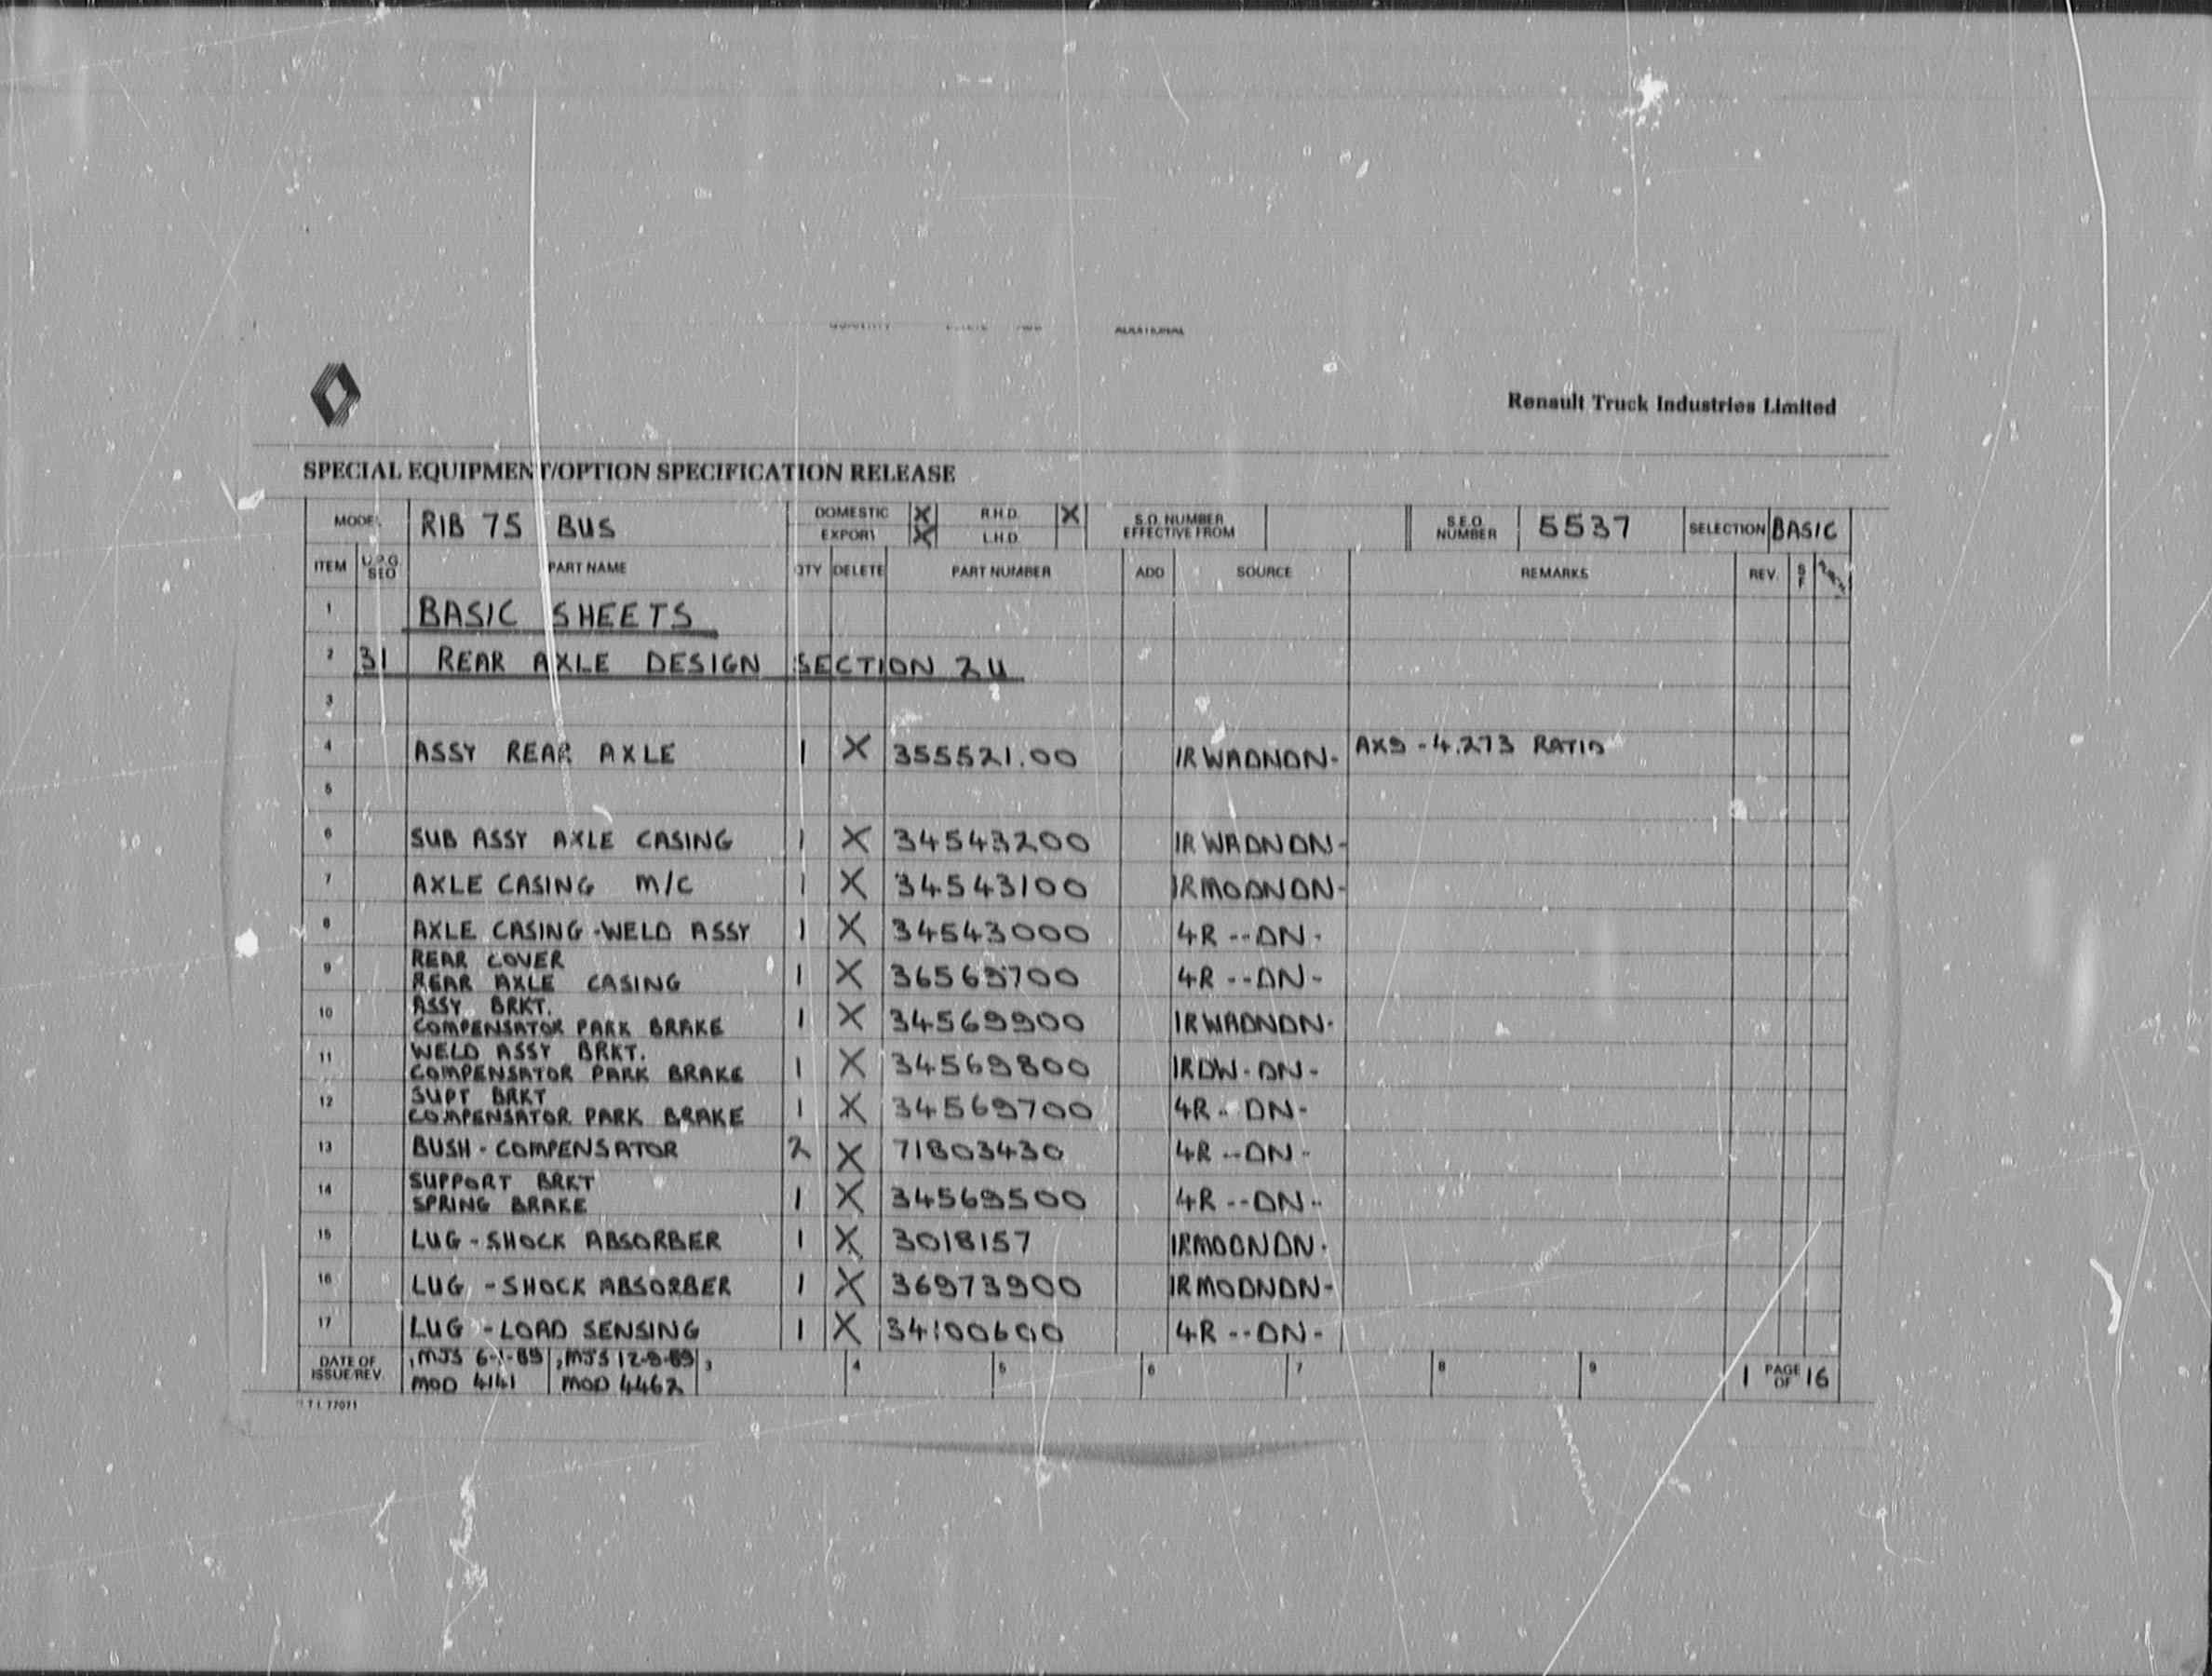 ADDITIONAL
Renault Truck Industries Limited
SPECIAL EQUIPMENT/OPTION SPECIFICATION RELEASE
MODEL RIB 75 BUS DOMESTIC X EXPORT X R.H.D. X L.H.D. S.O. NUMBER EFFECTIVE FROM S.E.O. NUMBER 5537 SELECTION BASIC
ITEM U.P.G. SEO PART NAME QTY DELETE PART NUMBER ADD SOURCE REMARKS REV. S F
1 BASIC SHEETS
2 31 REAR AXLE DESIGN SECTION 2U
3
4 ASSY REAR AXLE 1 X 355521.00 IRWADNDN- AXS - 4.273 RATIO
5
6 SUB ASSY AXLE CASING 1 X 34543200 IRWADNDN-
7 AXLE CASING M/C 1 X 34543100 IRMODNDN-
8 AXLE CASING -WELD ASSY 1 X 34543000 4R --DN-
9 REAR COVER
REAR AXLE CASING 1 X 36569700 4R --DN-
10 ASSY BRKT.
COMPENSATOR PARK BRAKE 1 X 34569900 IRWADNDN-
11 WELD ASSY BRKT.
COMPENSATOR PARK BRAKE 1 X 34569800 IRDW-DN-
12 SUPT BRKT
COMPENSATOR PARK BRAKE 1 X 34569700 4R-- DN-
13 BUSH - COMPENSATOR 2 X 71803430 4R --DN-
14 SUPPORT BRKT
SPRING BRAKE 1 X 34569500 4R --DN-
15 LUG - SHOCK ABSORBER 1 X 3018157 IRMODNDN-
16 LUG - SHOCK ABSORBER 1 X 36973900 IRMODNDN-
17 LUG - LOAD SENSING 1 X 34100600 4R --DN-
DATE OF ISSUE/REV. 1 MJS 6-1-89 2 MJS 12-9-89 3 4 5 6 7 8 9 1 PAGE OF 16
MOD 4141 MOD 4462
T I 77071